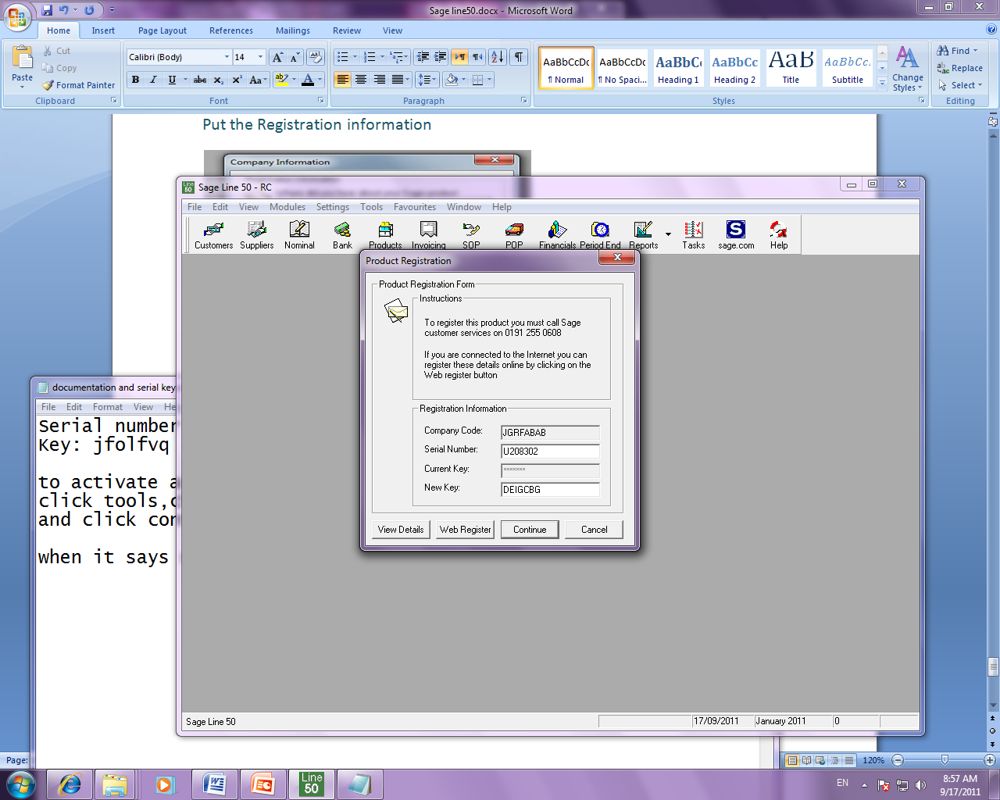 Sage line50.docx - Microsoft Word
Home Insert Page Layout References Mailings Review View
Paste
Cut
Copy
Format Painter
Clipboard
Calibri (Body) 14
B I U abc X₂ X² Aa
Font
Paragraph
AaBbCcDc AaBbCcDc AaBbC AaBbCc AaB AaBbCc.
¶ Normal ¶ No Spaci... Heading 1 Heading 2 Title Subtitle
Change
Styles
Styles
Find
Replace
Select
Editing
Put the Registration information
Company Information
Sage Line 50 - RC
File Edit View Modules Settings Tools Favourites Window Help
Customers Suppliers Nominal Bank Products Invoicing SOP POP Financials Period End Reports Tasks sage.com Help
Product Registration
Product Registration Form
Instructions
To register this product you must call Sage
customer services on 0191 255 0608
If you are connected to the Internet you can
register these details online by clicking on the
Web register button
Registration Information
Company Code: JGRFABAB
Serial Number: U208302
Current Key: *******
New Key: DEIGCBG
View Details Web Register Continue Cancel
documentation and serial key
File Edit Format View He
Serial number
Key: jfolfvq
to activate a
click tools,c
and click con
when it says
Sage Line 50 17/09/2011 January 2011 0
Page: 120%
Line
50
EN 8:57 AM
9/17/2011